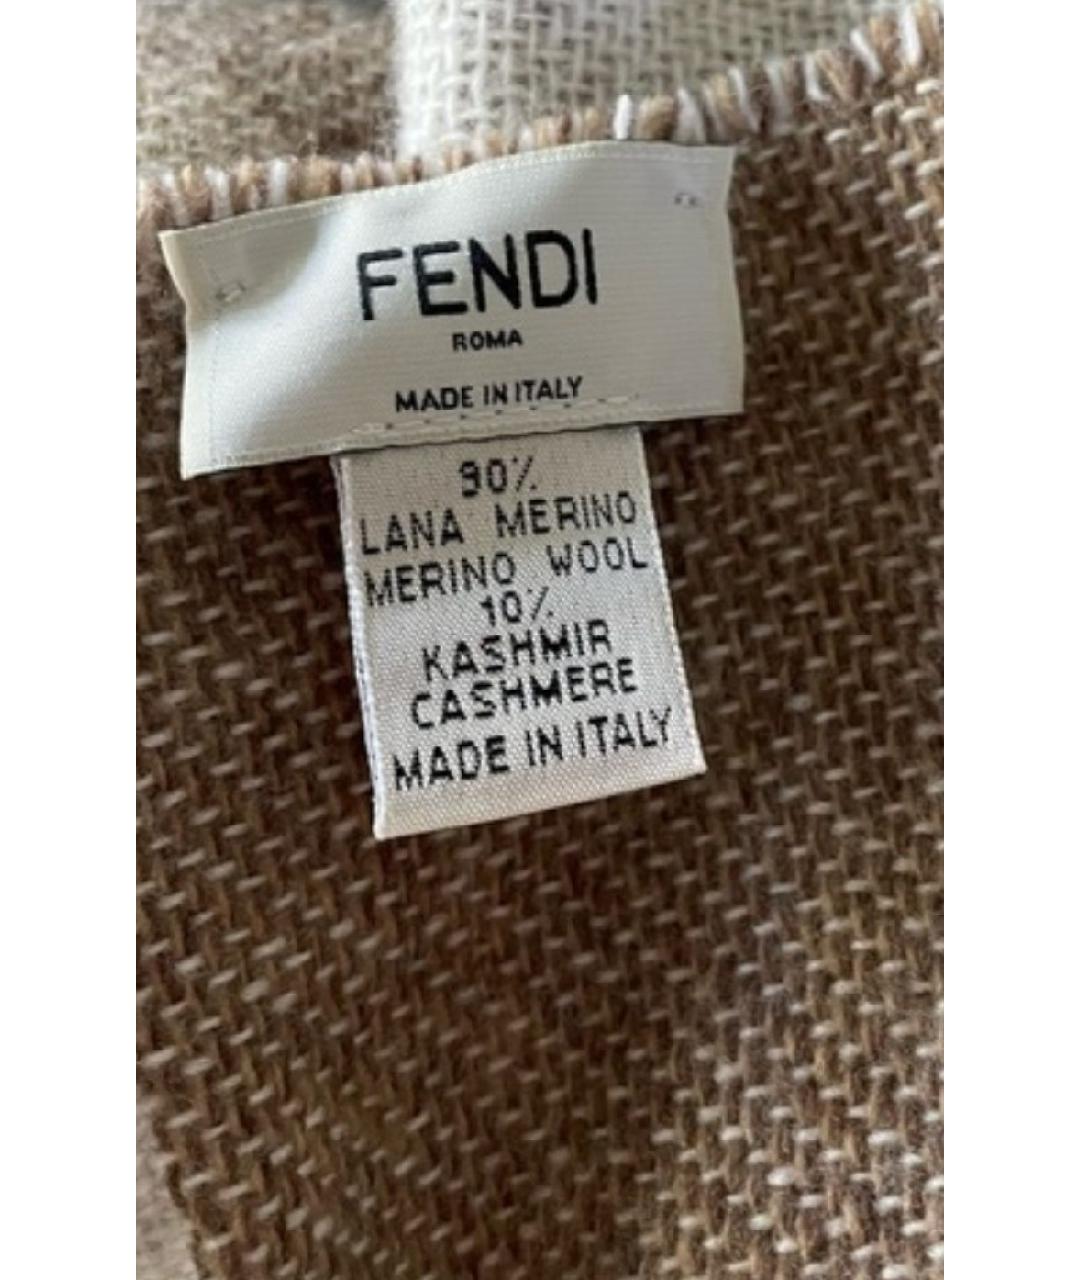 FENDI
ROMA
MADE IN ITALY
90%
LANA MERINO
MERINO WOOL
10%
KASHMIR
CASHMERE
MADE IN ITALY